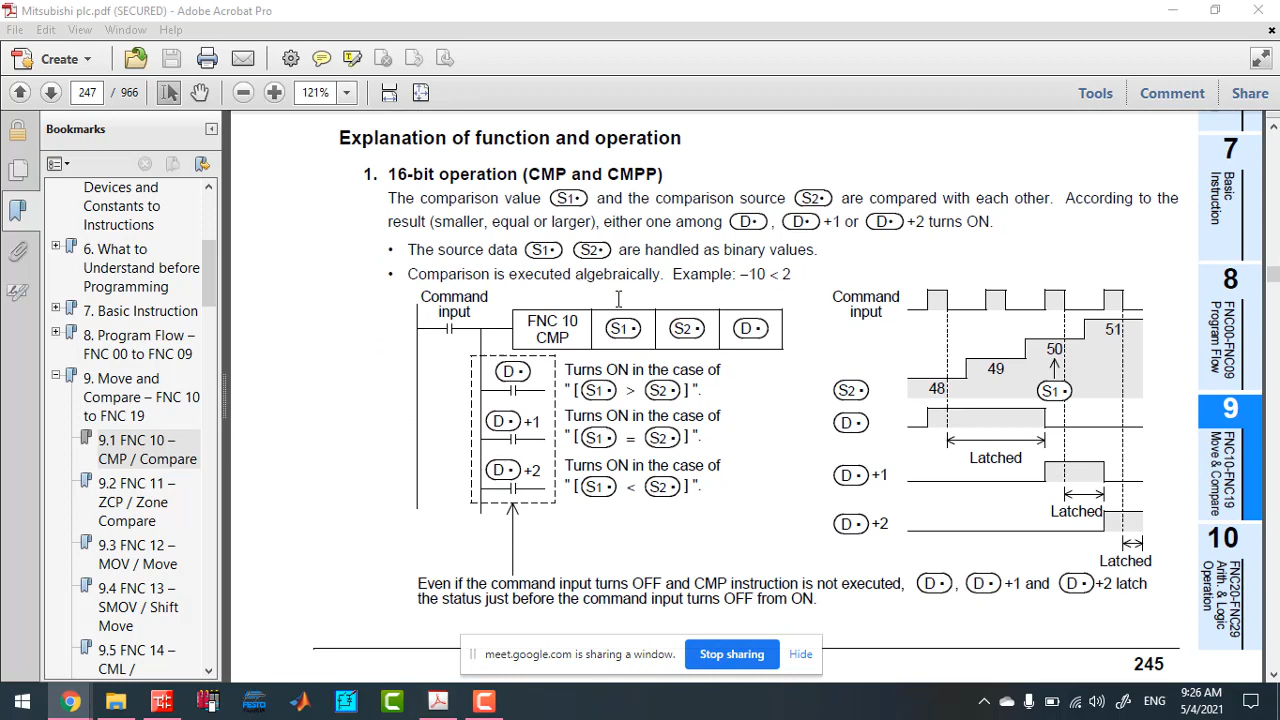 Mitsubishi plc.pdf (SECURED) - Adobe Acrobat Pro
File Edit View Window Help
Create
247 / 966 121% Tools Comment Share
Bookmarks
Devices and
Constants to
Instructions
6. What to
Understand before
Programming
7. Basic Instruction
8. Program Flow –
FNC 00 to FNC 09
9. Move and
Compare – FNC 10
to FNC 19
9.1 FNC 10 –
CMP / Compare
9.2 FNC 11 –
ZCP / Zone
Compare
9.3 FNC 12 –
MOV / Move
9.4 FNC 13 –
SMOV / Shift
Move
9.5 FNC 14 –
CML /
Explanation of function and operation
1. 16-bit operation (CMP and CMPP)
The comparison value S1• and the comparison source S2• are compared with each other. According to the
result (smaller, equal or larger), either one among D• , D• +1 or D• +2 turns ON.
• The source data S1• S2• are handled as binary values.
• Comparison is executed algebraically. Example: –10 < 2
Command
input
FNC 10
CMP
S1• S2• D•
D•
Turns ON in the case of
" [ S1• > S2• ] ".
D• +1
Turns ON in the case of
" [ S1• = S2• ] ".
D• +2
Turns ON in the case of
" [ S1• < S2• ] ".
Command
input
48 49 50 51
S1•
S2•
D•
Latched
D• +1
Latched
D• +2
Latched
Even if the command input turns OFF and CMP instruction is not executed, D• , D• +1 and D• +2 latch
the status just before the command input turns OFF from ON.
245
7
Basic
Instruction
8
FNC00-FNC09
Program Flow
9
FNC10-FNC19
Move & Compare
10
FNC20-FNC29
Arith. & Logic
Operation
meet.google.com is sharing a window. Stop sharing Hide
ENG
9:26 AM
5/4/2021